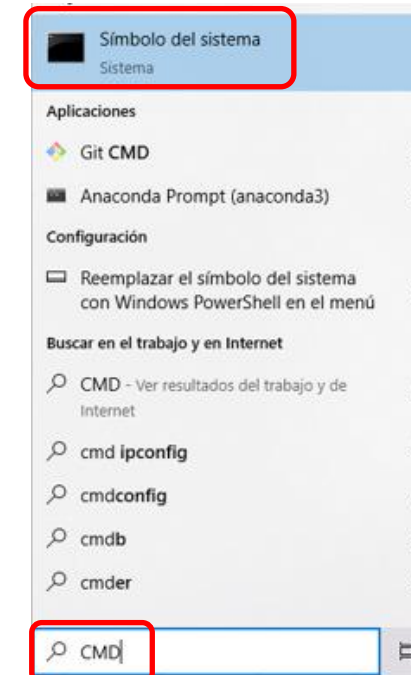 Símbolo del sistema
Sistema
Aplicaciones
Git CMD
Anaconda Prompt (anaconda3)
Configuración
Reemplazar el símbolo del sistema
con Windows PowerShell en el menú
Buscar en el trabajo y en Internet
CMD - Ver resultados del trabajo y de
Internet
cmd ipconfig
cmdconfig
cmdb
cmder
CMD